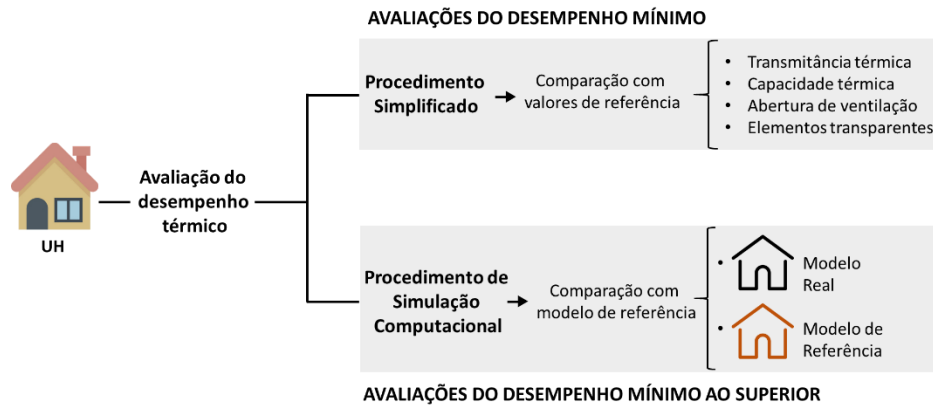 AVALIAÇÕES DO DESEMPENHO MÍNIMO
Procedimento
Simplificado
Comparação com
valores de referência
• Transmitância térmica
• Capacidade térmica
• Abertura de ventilação
• Elementos transparentes
UH
Avaliação do
desempenho
térmico
Procedimento de
Simulação
Computacional
Comparação com
modelo de referência
• Modelo
Real
• Modelo de
Referência
AVALIAÇÕES DO DESEMPENHO MÍNIMO AO SUPERIOR